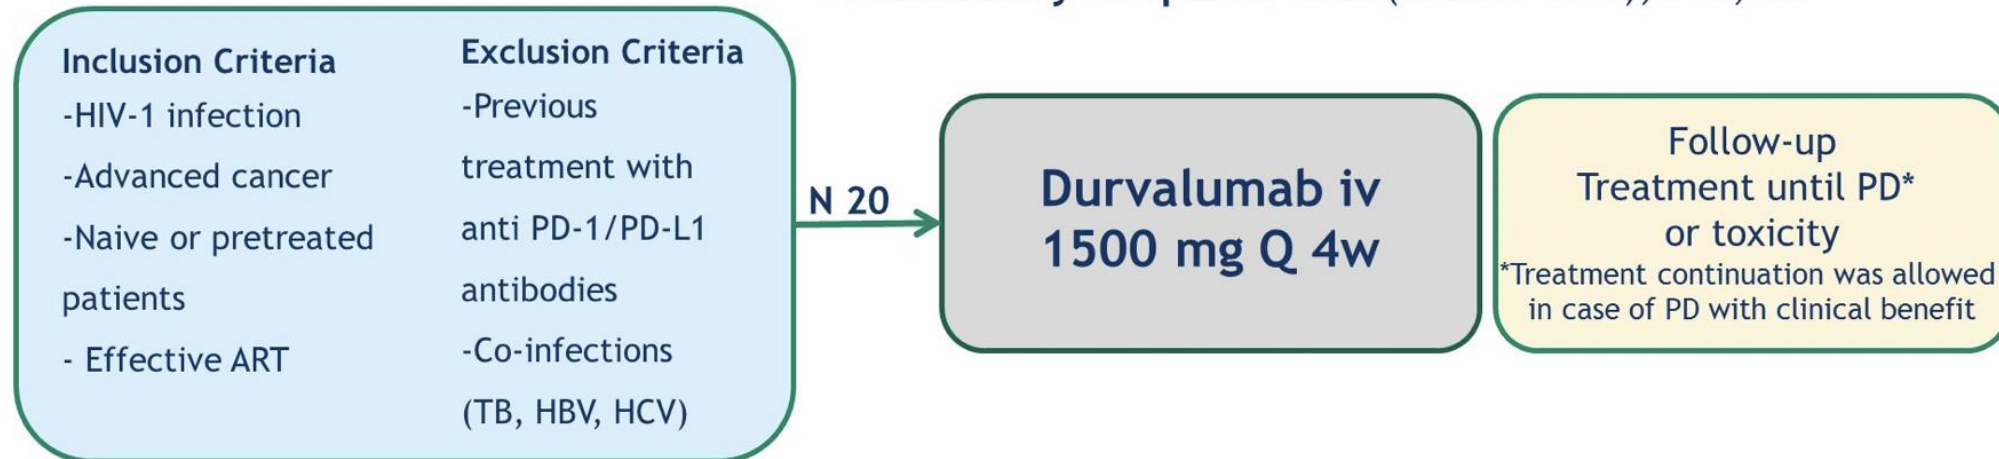 Inclusion Criteria
-HIV-1 infection
-Advanced cancer
-Naive or pretreated
patients
- Effective ART
Exclusion Criteria
-Previous
treatment with
anti PD-1/PD-L1
antibodies
-Co-infections
(TB, HBV, HCV)
N 20
Durvalumab iv
1500 mg Q 4w
Follow-up
Treatment until PD*
or toxicity
*Treatment continuation was allowed
in case of PD with clinical benefit